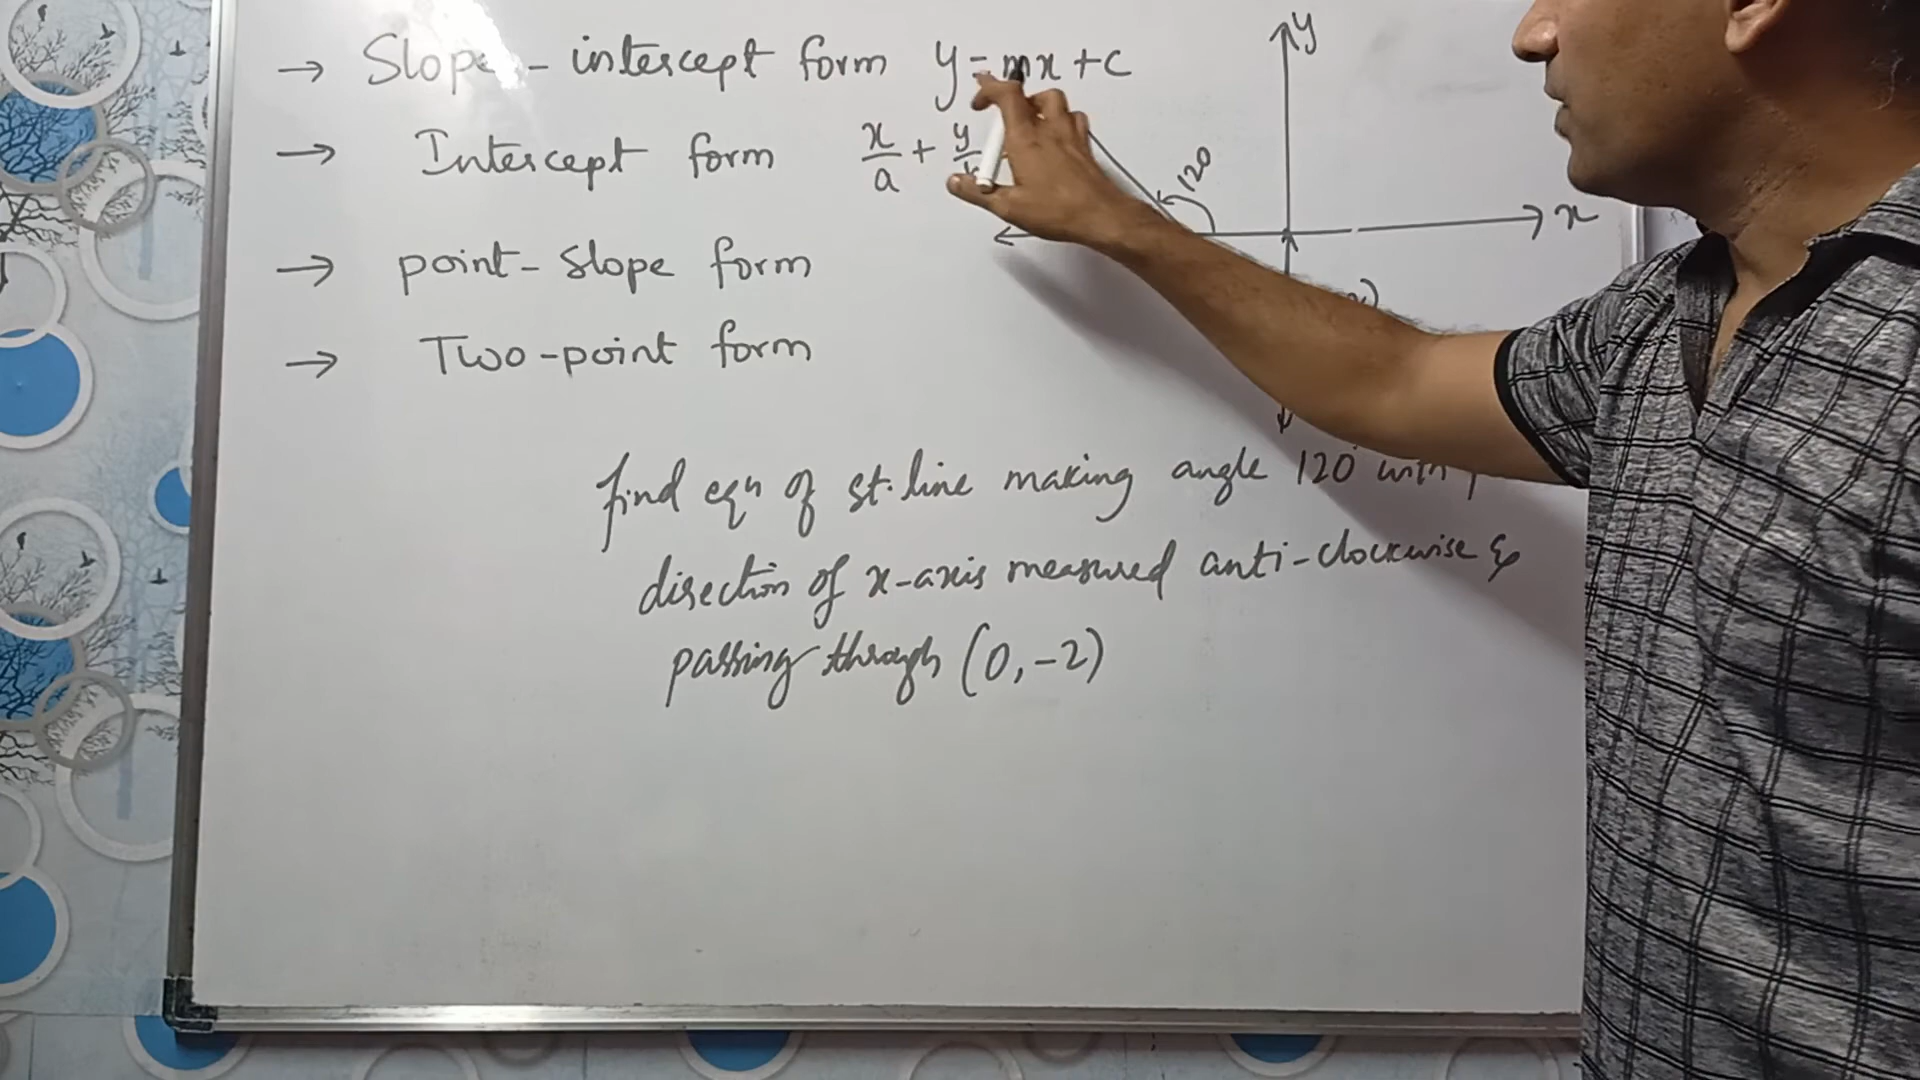 → Slope - intercept form y = mx + c
→ Intercept form x/a + y/
→ point - slope form
→ Two-point form
y
x
120
find eqn of st. line making angle 120° with
direction of x-axis measured anti-clockwise &
passing through (0, -2)